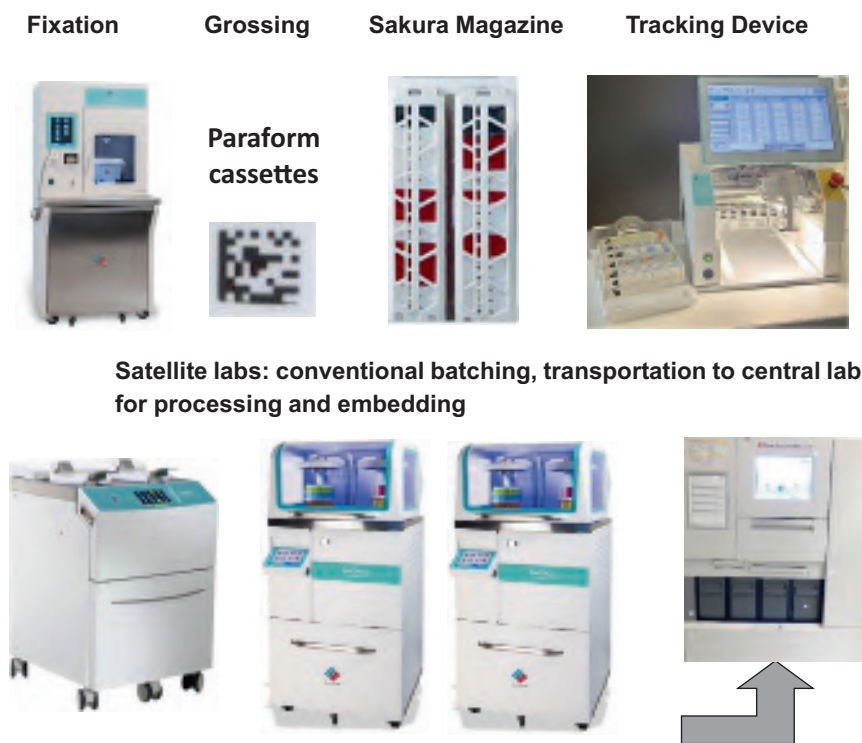 Fixation
Grossing
Sakura Magazine
Tracking Device
Paraform
cassettes
Satellite labs: conventional batching, transportation to central lab
for processing and embedding